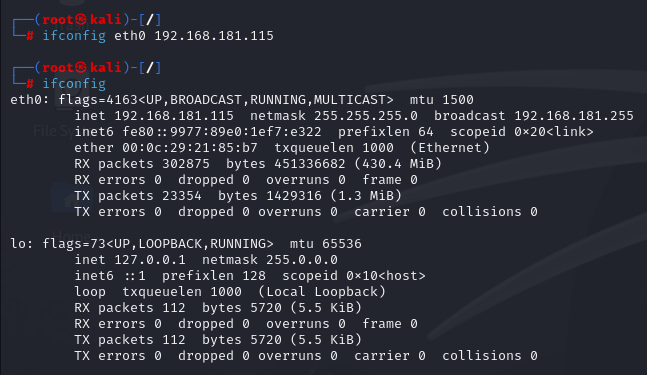 ┌──(root㉿kali)-[/]
└─# ifconfig eth0 192.168.181.115
┌──(root㉿kali)-[/]
└─# ifconfig
eth0: flags=4163<UP,BROADCAST,RUNNING,MULTICAST>  mtu 1500
        inet 192.168.181.115  netmask 255.255.255.0  broadcast 192.168.181.255
        inet6 fe80::9977:89e0:1ef7:e322  prefixlen 64  scopeid 0×20<link>
        ether 00:0c:29:21:85:b7  txqueuelen 1000  (Ethernet)
        RX packets 302875  bytes 451336682 (430.4 MiB)
        RX errors 0  dropped 0  overruns 0  frame 0
        TX packets 23354  bytes 1429316 (1.3 MiB)
        TX errors 0  dropped 0 overruns 0  carrier 0  collisions 0
lo: flags=73<UP,LOOPBACK,RUNNING>  mtu 65536
        inet 127.0.0.1  netmask 255.0.0.0
        inet6 ::1  prefixlen 128  scopeid 0×10<host>
        loop  txqueuelen 1000  (Local Loopback)
        RX packets 112  bytes 5720 (5.5 KiB)
        RX errors 0  dropped 0  overruns 0  frame 0
        TX packets 112  bytes 5720 (5.5 KiB)
        TX errors 0  dropped 0 overruns 0  carrier 0  collisions 0